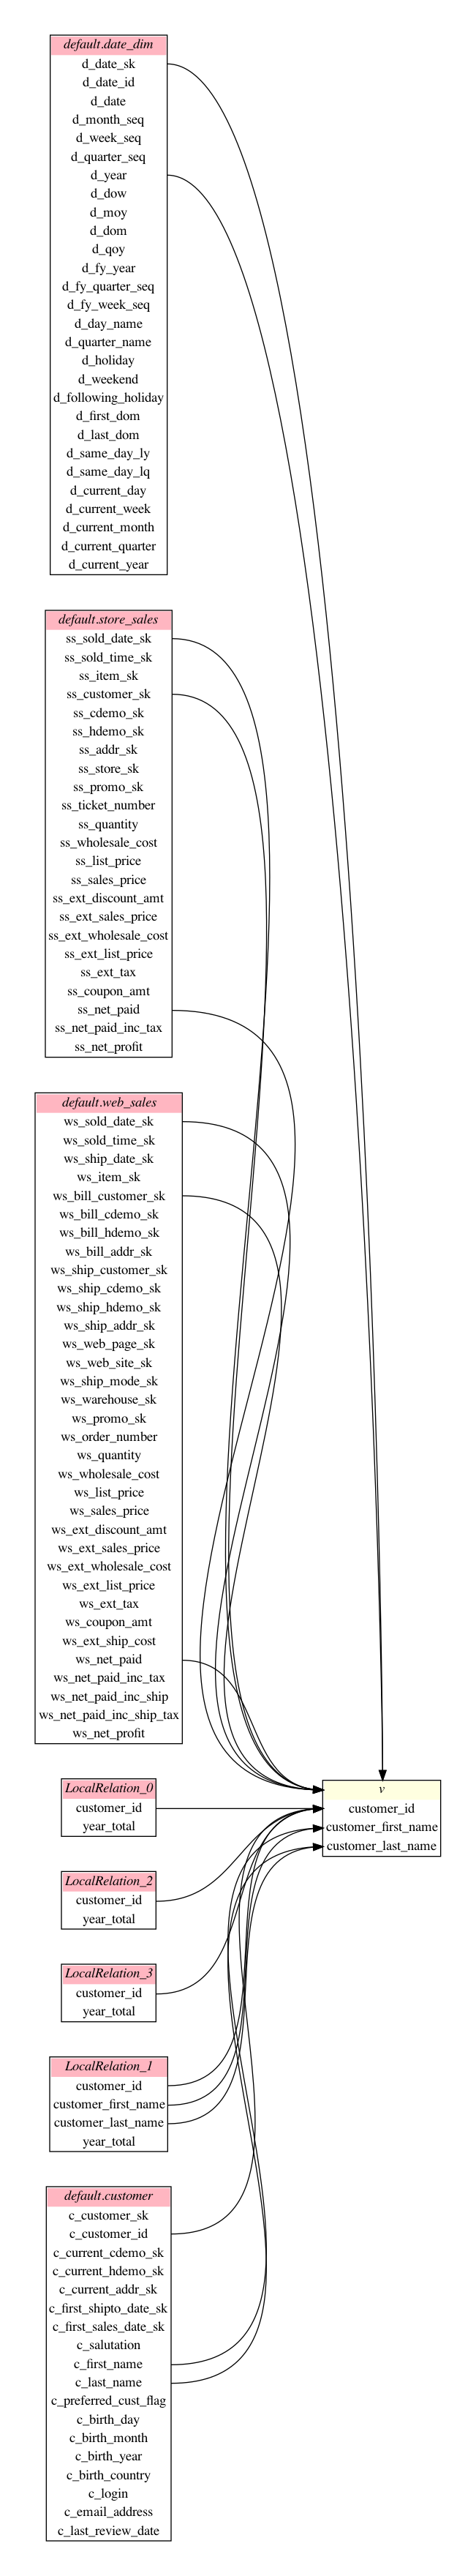 default.date_dim
d_date_sk
d_date_id
d_date
d_month_seq
d_week_seq
d_quarter_seq
d_year
d_dow
d_moy
d_dom
d_qoy
d_fy_year
d_fy_quarter_seq
d_fy_week_seq
d_day_name
d_quarter_name
d_holiday
d_weekend
d_following_holiday
d_first_dom
d_last_dom
d_same_day_ly
d_same_day_lq
d_current_day
d_current_week
d_current_month
d_current_quarter
d_current_year
default.store_sales
ss_sold_date_sk
ss_sold_time_sk
ss_item_sk
ss_customer_sk
ss_cdemo_sk
ss_hdemo_sk
ss_addr_sk
ss_store_sk
ss_promo_sk
ss_ticket_number
ss_quantity
ss_wholesale_cost
ss_list_price
ss_sales_price
ss_ext_discount_amt
ss_ext_sales_price
ss_ext_wholesale_cost
ss_ext_list_price
ss_ext_tax
ss_coupon_amt
ss_net_paid
ss_net_paid_inc_tax
ss_net_profit
default.web_sales
ws_sold_date_sk
ws_sold_time_sk
ws_ship_date_sk
ws_item_sk
ws_bill_customer_sk
ws_bill_cdemo_sk
ws_bill_hdemo_sk
ws_bill_addr_sk
ws_ship_customer_sk
ws_ship_cdemo_sk
ws_ship_hdemo_sk
ws_ship_addr_sk
ws_web_page_sk
ws_web_site_sk
ws_ship_mode_sk
ws_warehouse_sk
ws_promo_sk
ws_order_number
ws_quantity
ws_wholesale_cost
ws_list_price
ws_sales_price
ws_ext_discount_amt
ws_ext_sales_price
ws_ext_wholesale_cost
ws_ext_list_price
ws_ext_tax
ws_coupon_amt
ws_ext_ship_cost
ws_net_paid
ws_net_paid_inc_tax
ws_net_paid_inc_ship
ws_net_paid_inc_ship_tax
ws_net_profit
LocalRelation_0
customer_id
year_total
v
customer_id
customer_first_name
customer_last_name
LocalRelation_2
customer_id
year_total
LocalRelation_3
customer_id
year_total
LocalRelation_1
customer_id
customer_first_name
customer_last_name
year_total
default.customer
c_customer_sk
c_customer_id
c_current_cdemo_sk
c_current_hdemo_sk
c_current_addr_sk
c_first_shipto_date_sk
c_first_sales_date_sk
c_salutation
c_first_name
c_last_name
c_preferred_cust_flag
c_birth_day
c_birth_month
c_birth_year
c_birth_country
c_login
c_email_address
c_last_review_date